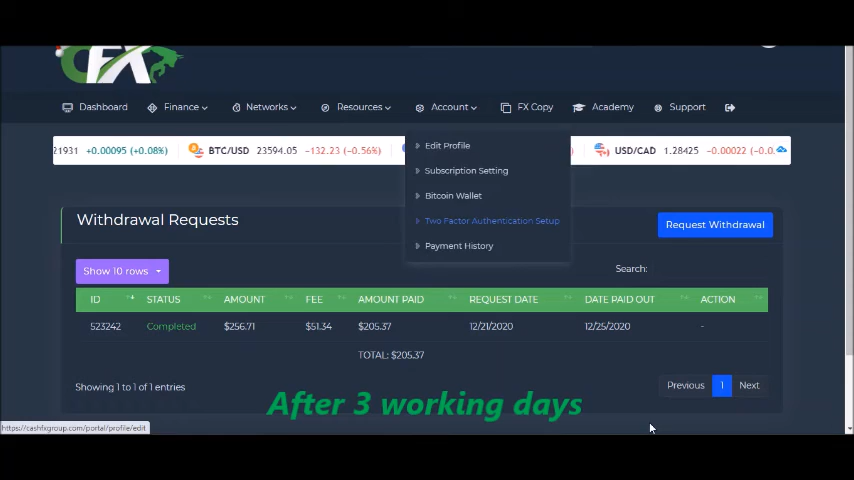 CFX
Dashboard Finance Networks Resources Account FX Copy Academy Support
21931 +0.00095 (+0.08%) BTC/USD 23594.05 -132.23 (-0.56%) USD/CAD 1.28425 -0.00022 (-0.0.
Edit Profile
Subscription Setting
Bitcoin Wallet
Two Factor Authentication Setup
Payment History
Withdrawal Requests
Request Withdrawal
Show 10 rows
Search:
ID STATUS AMOUNT FEE AMOUNT PAID REQUEST DATE DATE PAID OUT ACTION
523242 Completed $256.71 $51.34 $205.37 12/21/2020 12/25/2020 -
TOTAL: $205.37
Showing 1 to 1 of 1 entries
Previous 1 Next
After 3 working days
https://cashfxgroup.com/portal/profile/edit